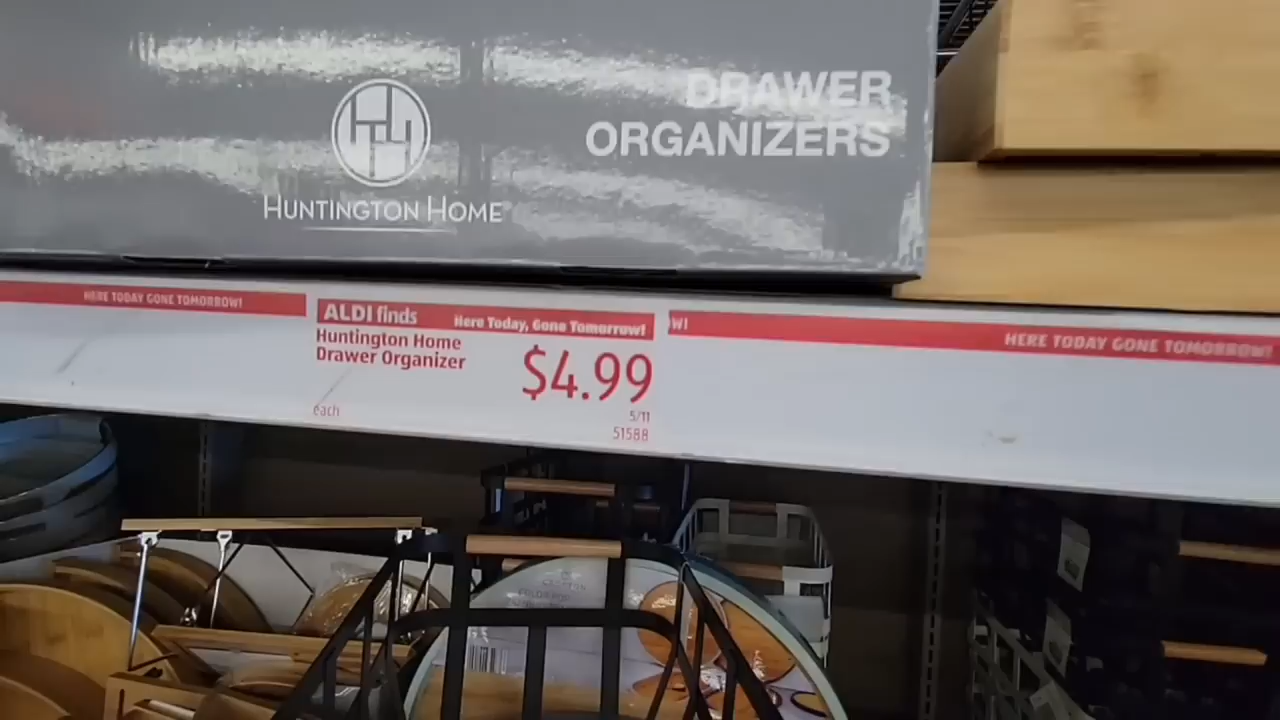 DRAWER
ORGANIZERS
HUNTINGTON HOME
HERE TODAY GONE TOMORROW!
ALDI finds
Here Today, Gone Tomorrow!
Huntington Home
Drawer Organizer
$4.99
each
5/11
51588
OW!
HERE TODAY GONE TOMORROW!